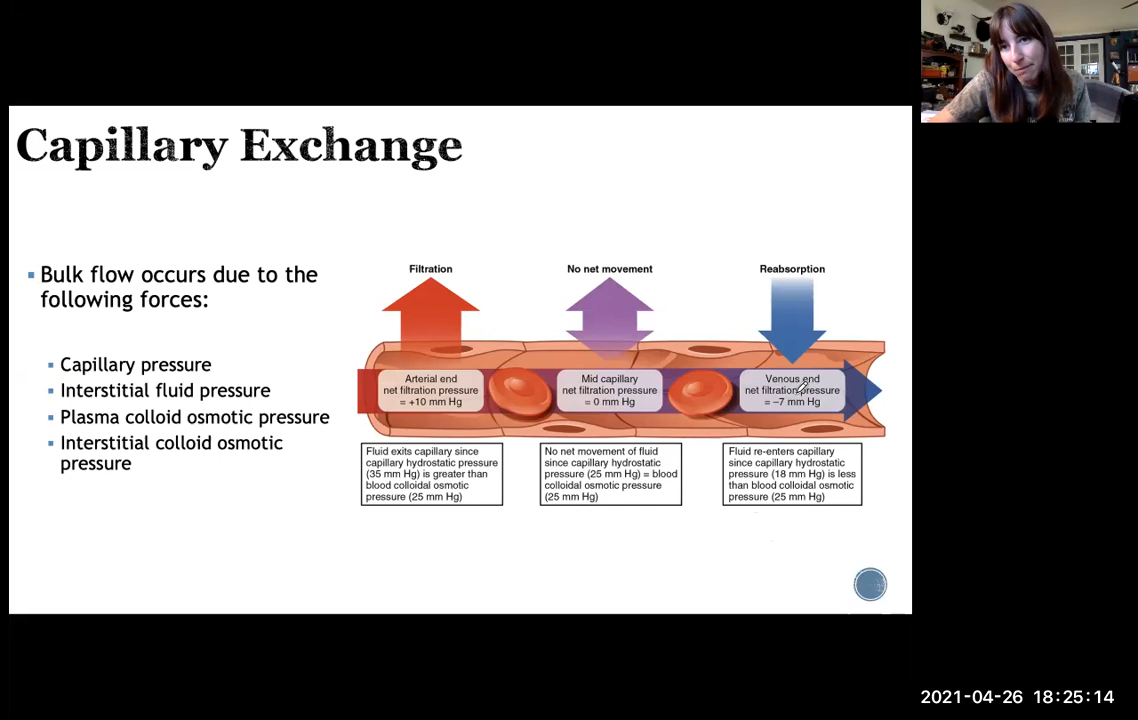 Capillary Exchange
▪ Bulk flow occurs due to the
following forces:
▪ Capillary pressure
▪ Interstitial fluid pressure
▪ Plasma colloid osmotic pressure
▪ Interstitial colloid osmotic
pressure
Filtration
No net movement
Reabsorption
Arterial end
net filtration pressure
= +10 mm Hg
Mid capillary
net filtration pressure
= 0 mm Hg
Venous end
net filtration pressure
= –7 mm Hg
Fluid exits capillary since
capillary hydrostatic pressure
(35 mm Hg) is greater than
blood colloidal osmotic
pressure (25 mm Hg)
No net movement of fluid
since capillary hydrostatic
pressure (25 mm Hg) = blood
colloidal osmotic pressure
(25 mm Hg)
Fluid re-enters capillary
since capillary hydrostatic
pressure (18 mm Hg) is less
than blood colloidal osmotic
pressure (25 mm Hg)
2021-04-26 18:25:14